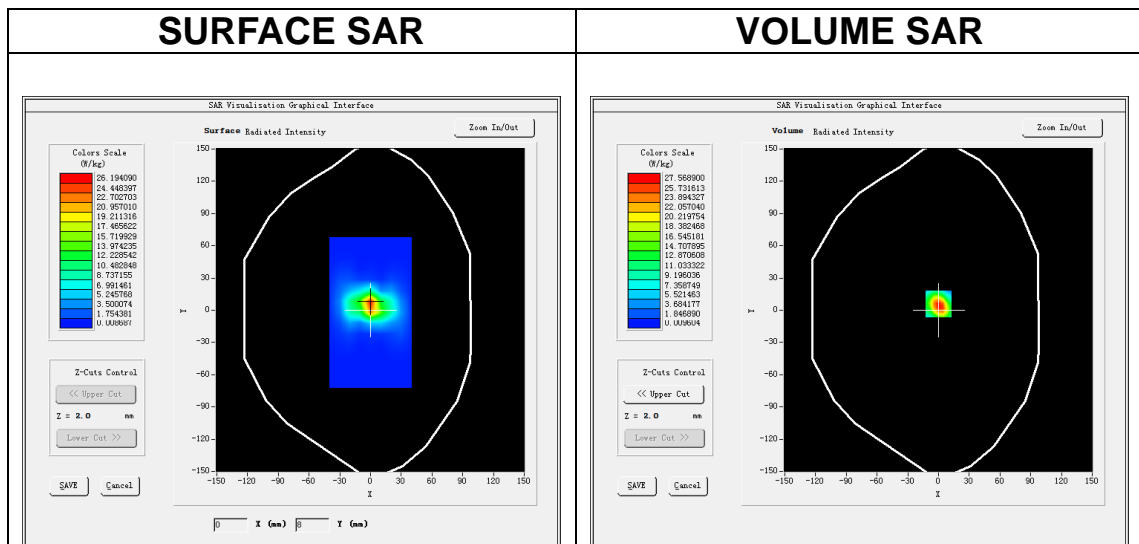 SURFACE SAR
VOLUME SAR
SAR Visualisation Graphical Interface
Surface Radiated Intensity
Zoom In/Out
Colors Scale
(W/kg)
26.194090
24.448397
22.702703
20.957010
19.211316
17.465622
15.719929
13.974235
12.228542
10.482848
8.737155
6.991461
5.245768
3.500074
1.754381
0.008687
150
120
90
60
30
0
-30
-60
-90
-120
-150
Y
-150 -120 -90 -60 -30 0 30 60 90 120 150
X
Z-Cuts Control
<< Upper Cut
Z = 2.0 mm
Lower Cut >>
SAVE Cancel
0 X (mm) 8 Y (mm)
SAR Visualisation Graphical Interface
Volume Radiated Intensity
Zoom In/Out
Colors Scale
(W/kg)
27.568900
25.731613
23.894327
22.057040
20.219754
18.382468
16.545181
14.707895
12.870608
11.033322
9.196036
7.358749
5.521463
3.684177
1.846890
0.009604
150
120
90
60
30
0
-30
-60
-90
-120
-150
Y
-150 -120 -90 -60 -30 0 30 60 90 120 150
X
Z-Cuts Control
<< Upper Cut
Z = 2.0 mm
Lower Cut >>
SAVE Cancel